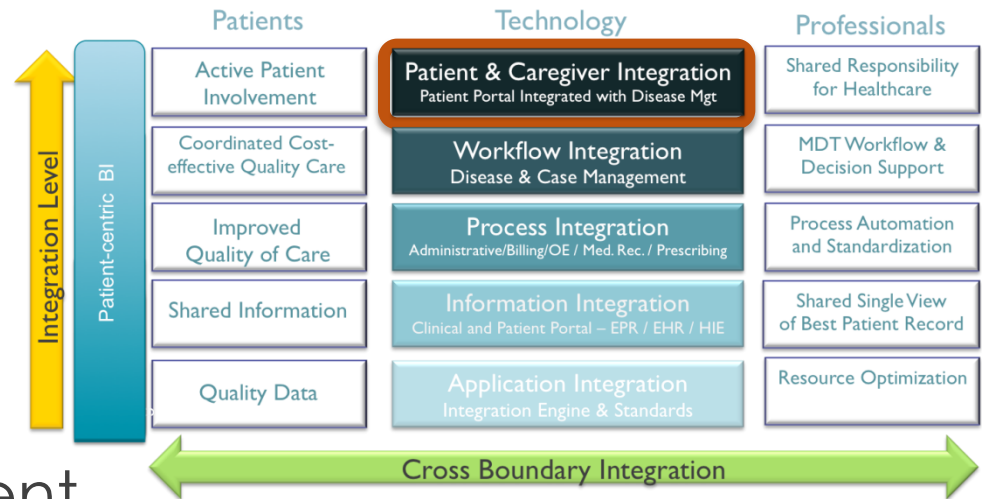 Patients
Technology
Professionals
Integration Level
Patient-centric BI
Active Patient
Involvement
Patient & Caregiver Integration
Patient Portal Integrated with Disease Mgt
Shared Responsibility
for Healthcare
Coordinated Cost-
effective Quality Care
Workflow Integration
Disease & Case Management
MDT Workflow &
Decision Support
Improved
Quality of Care
Process Integration
Administrative/Billing/OE / Med. Rec. / Prescribing
Process Automation
and Standardization
Shared Information
Information Integration
Clinical and Patient Portal – EPR / EHR / HIE
Shared Single View
of Best Patient Record
Quality Data
Application Integration
Integration Engine & Standards
Resource Optimization
Cross Boundary Integration